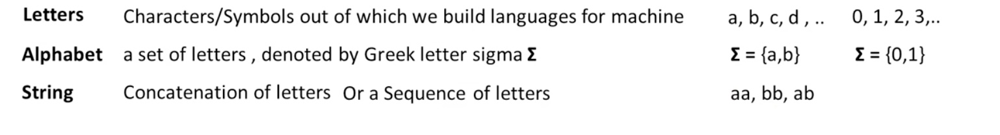 Letters Characters/Symbols out of which we build languages for machine a, b, c, d , .. 0, 1, 2, 3,..
Alphabet a set of letters , denoted by Greek letter sigma Σ Σ = {a,b} Σ = {0,1}
String Concatenation of letters Or a Sequence of letters aa, bb, ab